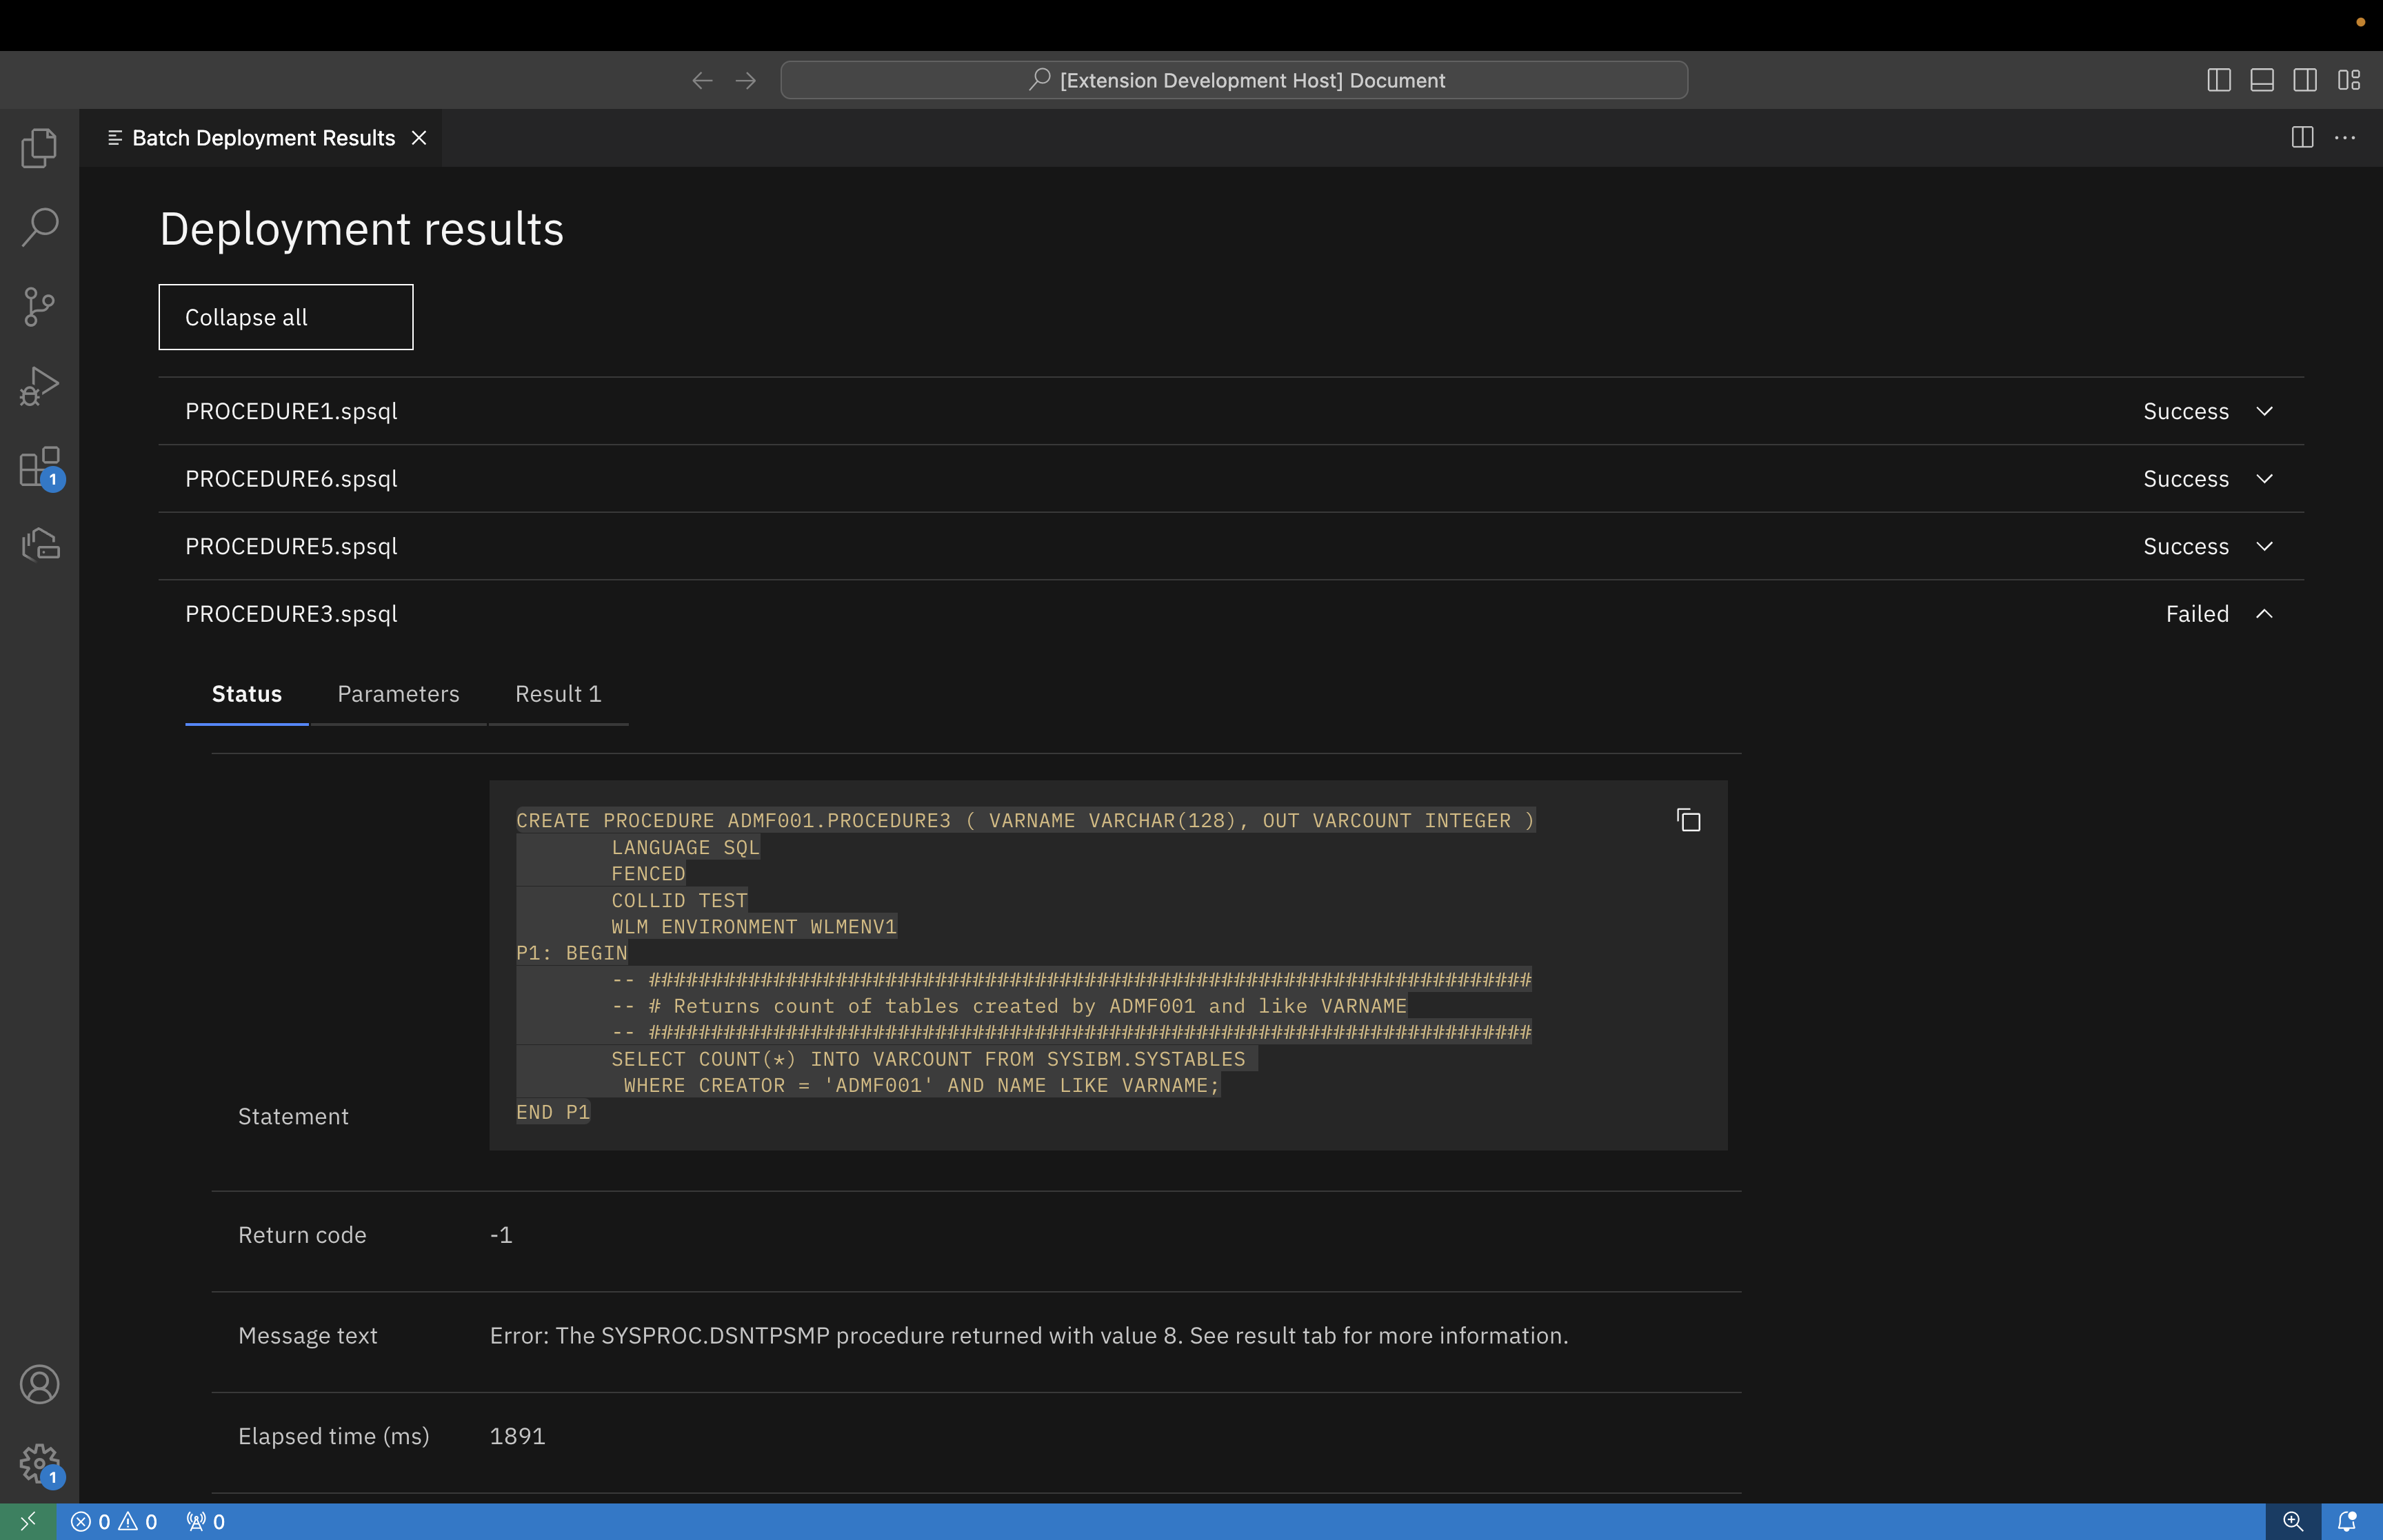 [Extension Development Host] Document
Batch Deployment Results
Deployment results
Collapse all
PROCEDURE1.spsql Success
PROCEDURE6.spsql Success
1
PROCEDURE5.spsql Success
PROCEDURE3.spsql Failed
Status Parameters Result 1
CREATE PROCEDURE ADMF001.PROCEDURE3 ( VARNAME VARCHAR(128), OUT VARCOUNT INTEGER )
LANGUAGE SQL
FENCED
COLLID TEST
WLM ENVIRONMENT WLMENV1
P1: BEGIN
-- #######################################################################
-- # Returns count of tables created by ADMF001 and like VARNAME
-- #######################################################################
SELECT COUNT(*) INTO VARCOUNT FROM SYSIBM.SYSTABLES
WHERE CREATOR = 'ADMF001' AND NAME LIKE VARNAME;
END P1
Statement
Return code -1
Message text Error: The SYSPROC.DSNTPSMP procedure returned with value 8. See result tab for more information.
Elapsed time (ms) 1891
1
0 0 0